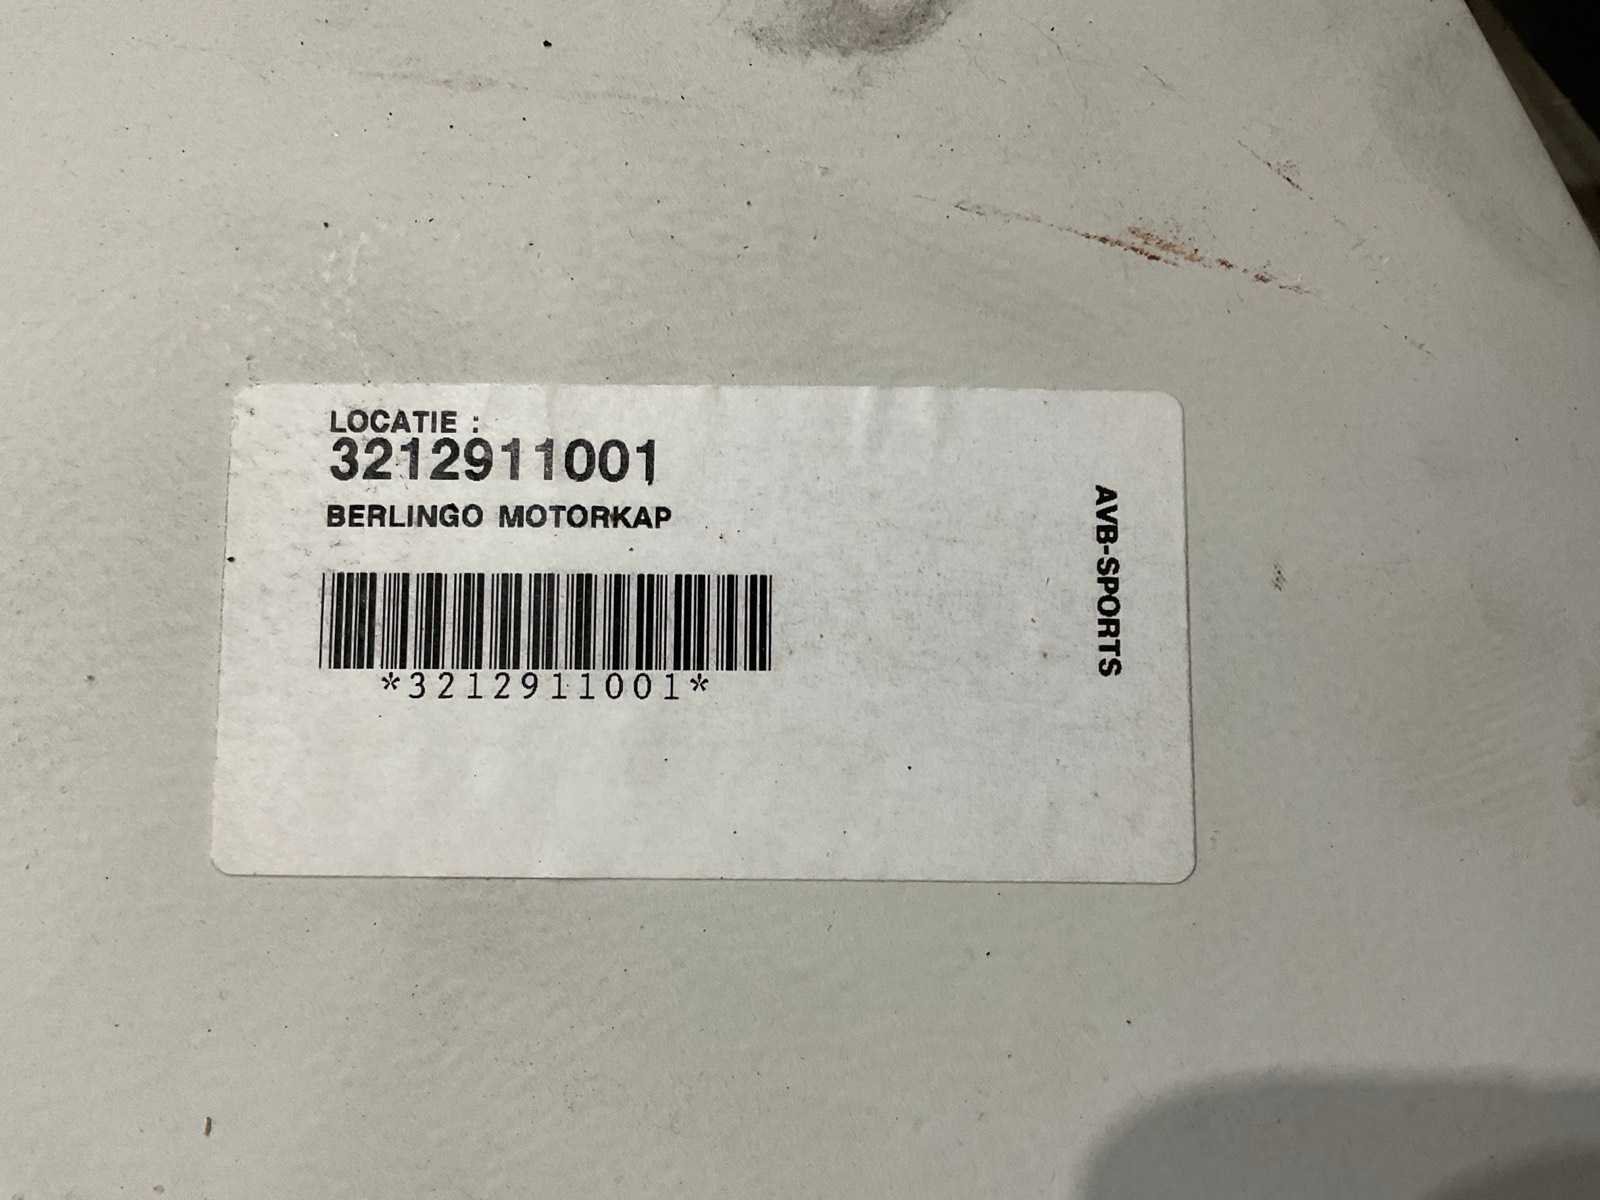 LOCATIE :
3212911001
BERLINGO MOTORKAP
*3212911001*
AVB-SPORTS